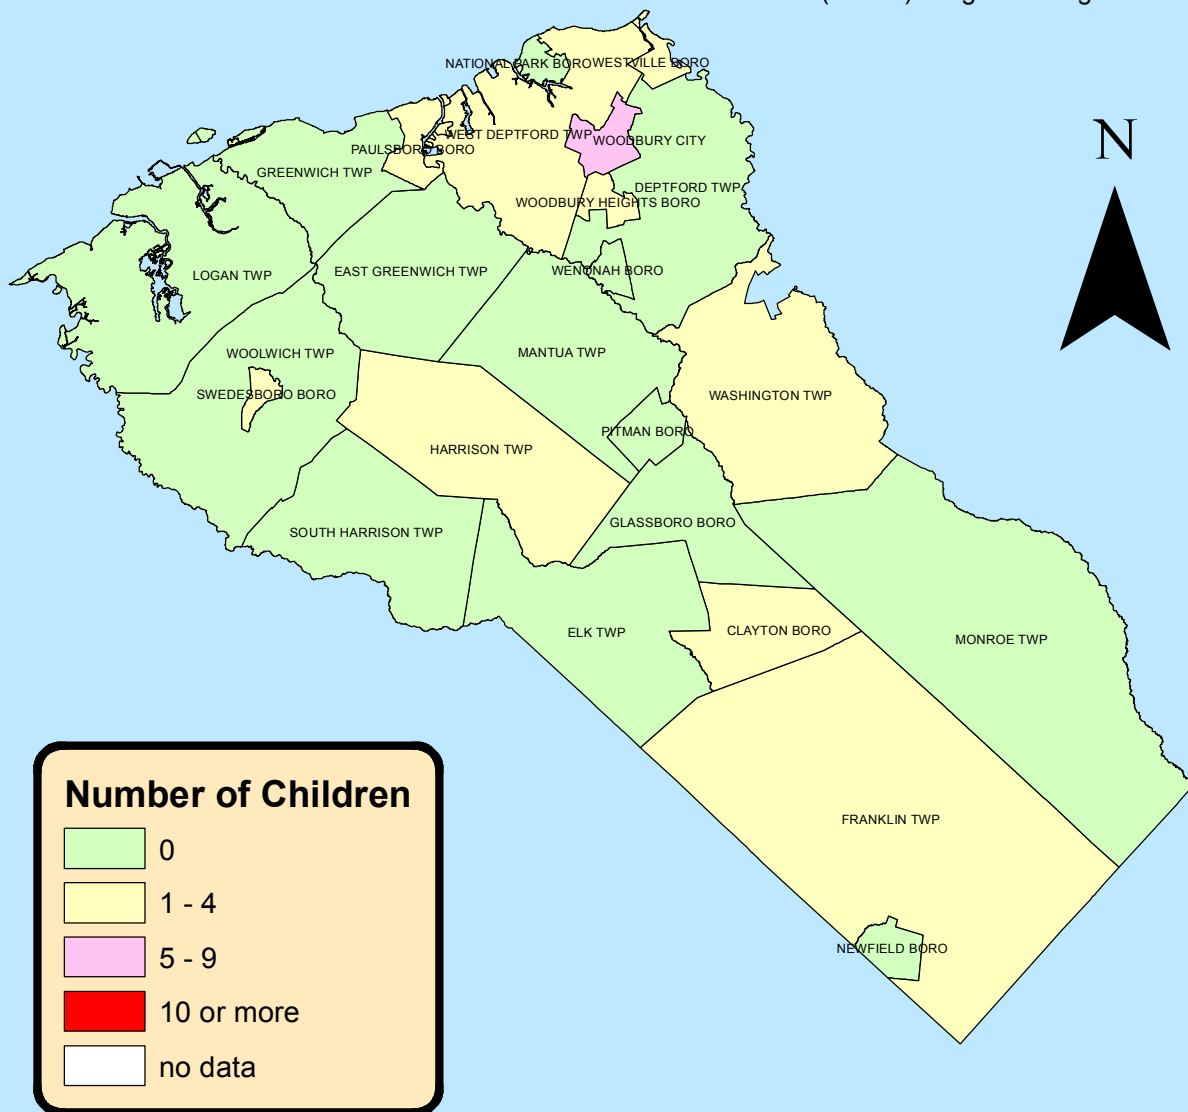 NATIONAL PARK BORO
WESTVILLE BORO
WEST DEPTFORD TWP
WOODBURY CITY
PAULSBORO BORO
GREENWICH TWP
DEPTFORD TWP
WOODBURY HEIGHTS BORO
N
LOGAN TWP
EAST GREENWICH TWP
WENONAH BORO
WOOLWICH TWP
MANTUA TWP
SWEDESBORO BORO
WASHINGTON TWP
PITMAN BORO
HARRISON TWP
GLASSBORO BORO
SOUTH HARRISON TWP
ELK TWP
CLAYTON BORO
MONROE TWP
FRANKLIN TWP
NEWFIELD BORO
Number of Children
0
1 - 4
5 - 9
10 or more
no data